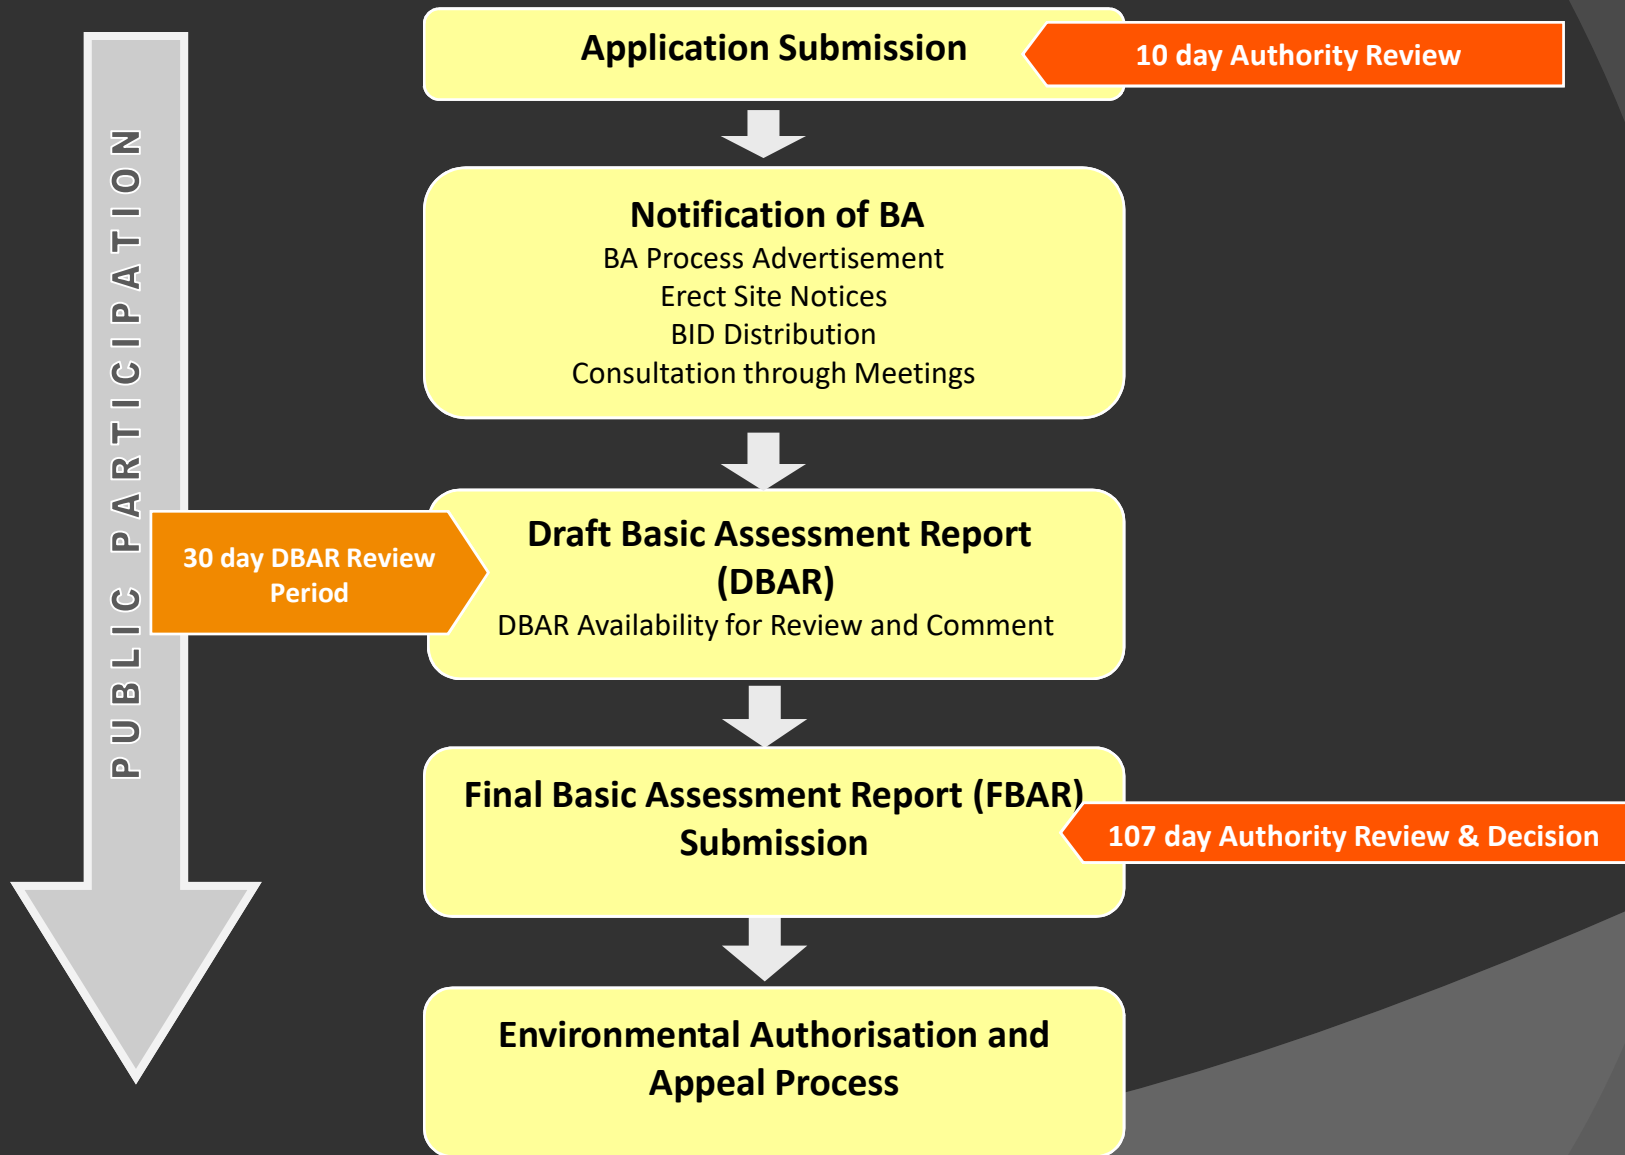 Application Submission
10 day Authority Review
Notification of BA
BA Process Advertisement
Erect Site Notices
BID Distribution
Consultation through Meetings
PUBLIC PARTICIPATION
30 day DBAR Review
Period
Draft Basic Assessment Report
(DBAR)
DBAR Availability for Review and Comment
Final Basic Assessment Report (FBAR)
Submission
107 day Authority Review & Decision
Environmental Authorisation and
Appeal Process